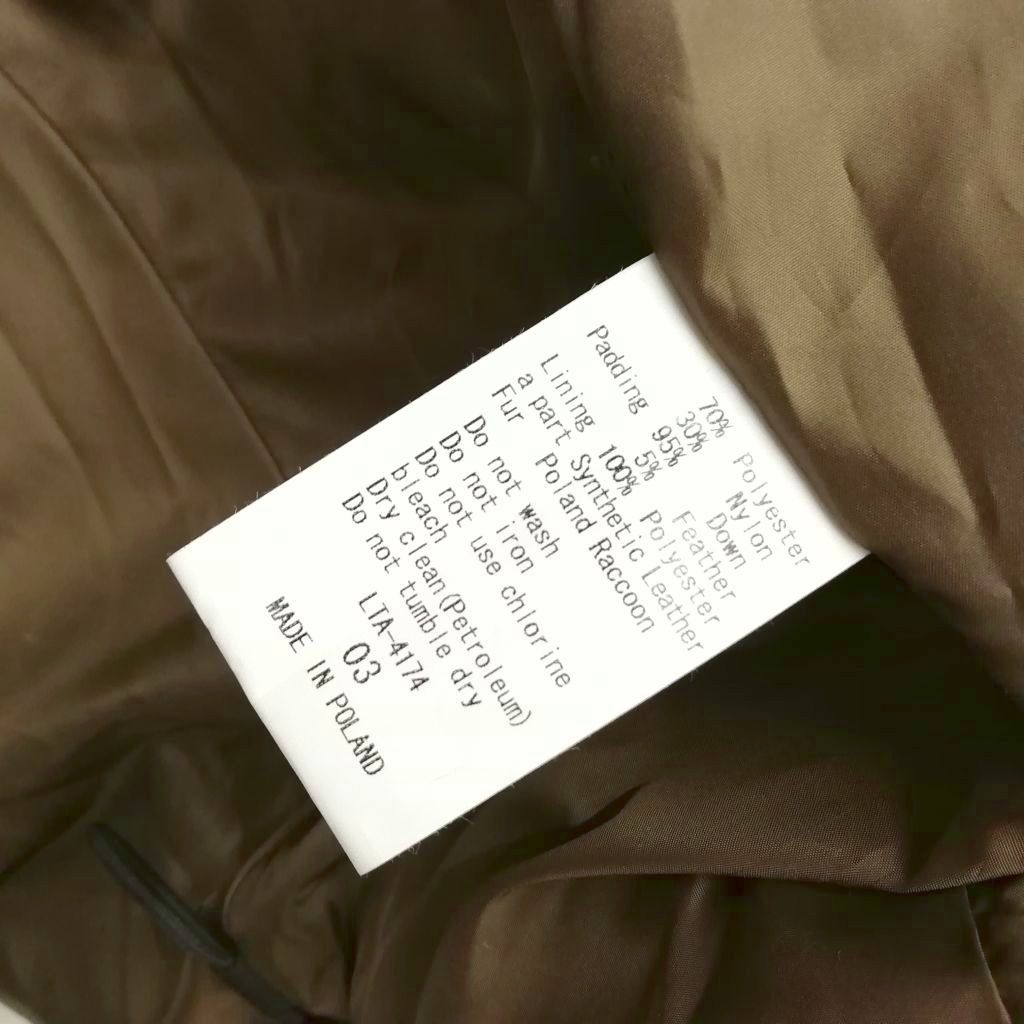 70% Polyester
30% Nylon
Padding 95% Down
5% Feather
Lining 100% Polyester
a part Synthetic Leather
Fur Poland Raccoon
Do not wash
Do not iron
Do not use chlorine
bleach
Dry clean(Petroleum)
Do not tumble dry
LTA-4174
03
MADE IN POLAND